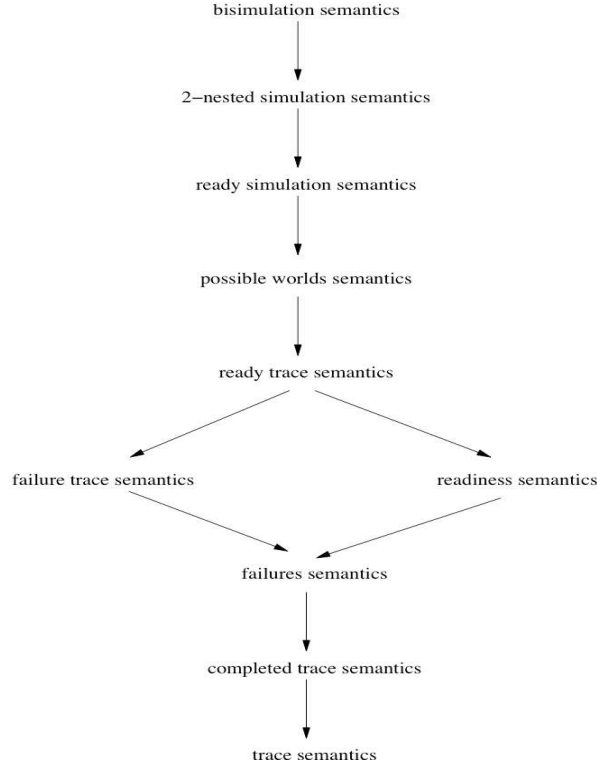 bisimulation semantics
2−nested simulation semantics
ready simulation semantics
possible worlds semantics
ready trace semantics
failure trace semantics
readiness semantics
failures semantics
completed trace semantics
trace semantics